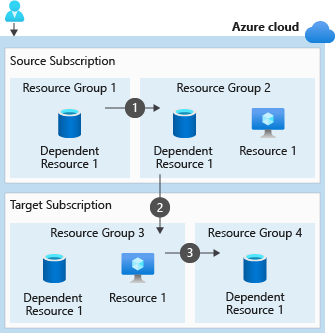 Azure cloud
Source Subscription
Resource Group 1
Resource Group 2
1
Dependent
Resource 1
Dependent
Resource 1
Resource 1
2
Target Subscription
Resource Group 3
Resource Group 4
3
Dependent
Resource 1
Resource 1
Dependent
Resource 1